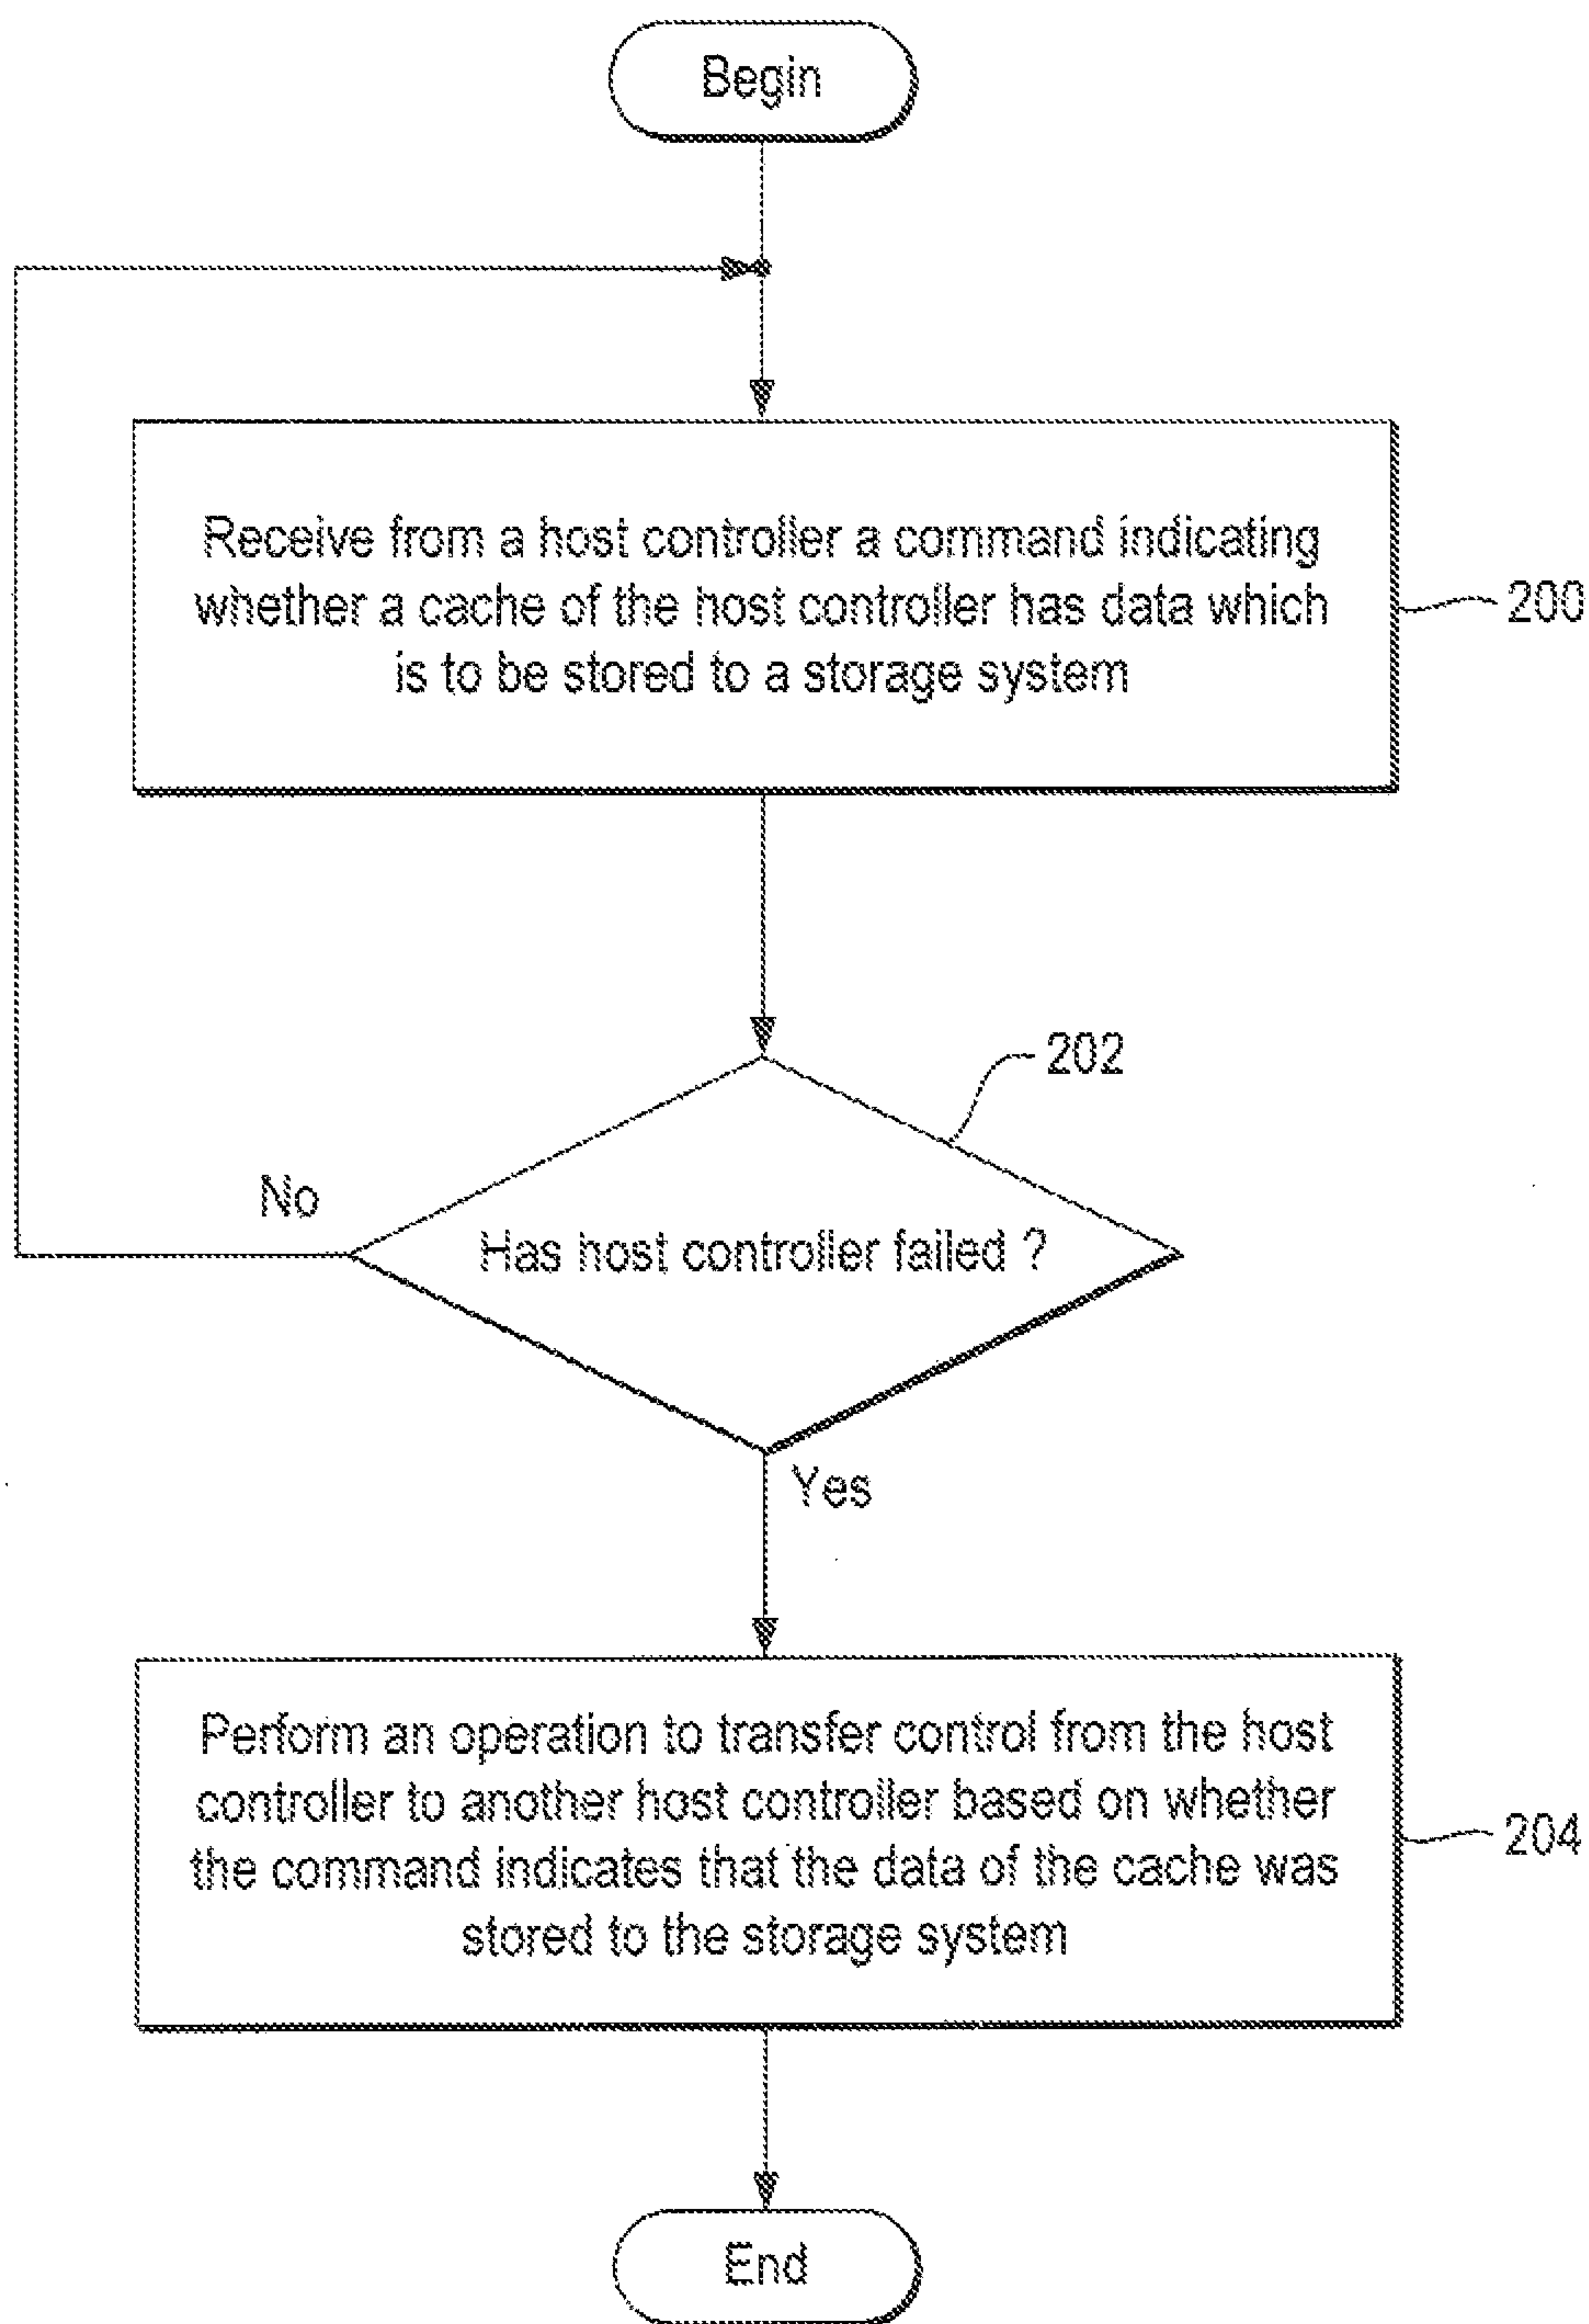 Begin
Receive from a host controller a command indicating
whether a cache of the host controller has data which
is to be stored to a storage system
200
202
No
Has host controller failed ?
Yes
Perform an operation to transfer control from the host
controller to another host controller based on whether
the command indicates that the data of the cache was
stored to the storage system
204
End